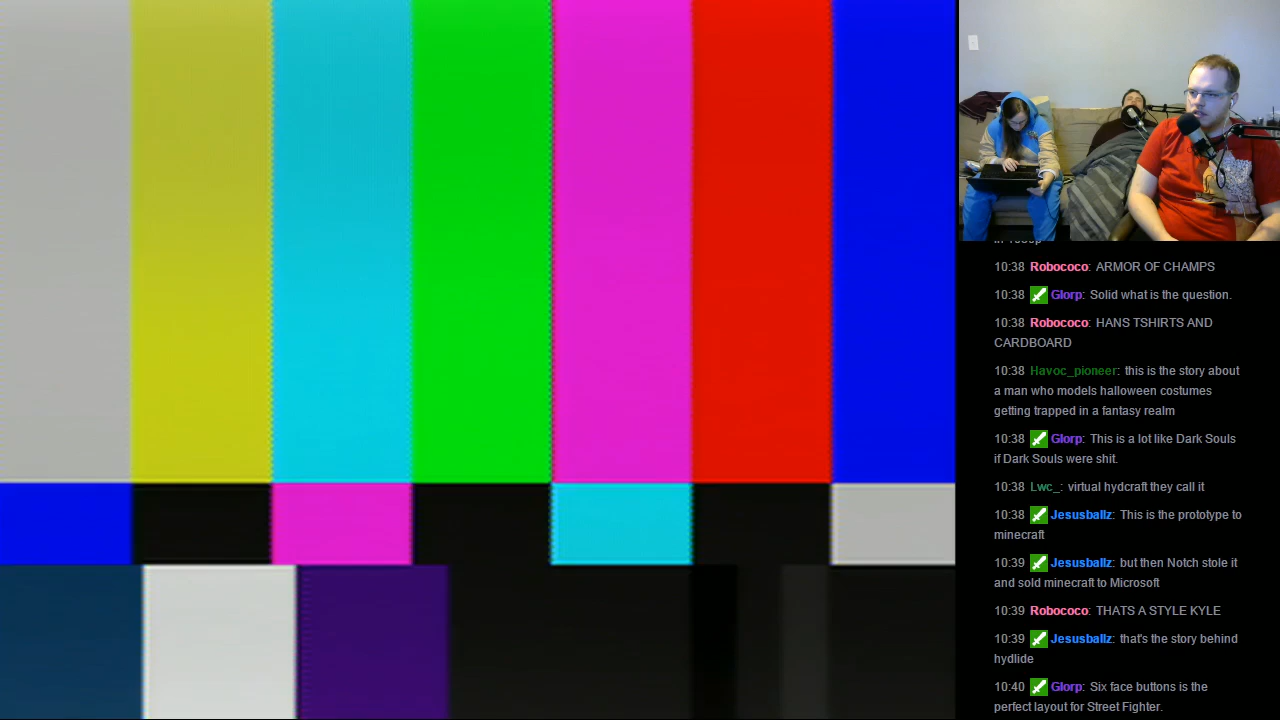 10:38 Robococo: ARMOR OF CHAMPS
10:38 Glorp: Solid what is the question.
10:38 Robococo: HANS TSHIRTS AND
CARDBOARD
10:38 Havoc_pioneer: this is the story about
a man who models halloween costumes
getting trapped in a fantasy realm
10:38 Glorp: This is a lot like Dark Souls
if Dark Souls were shit.
10:38 Lwc_: virtual hydcraft they call it
10:38 Jesusballz: This is the prototype to
minecraft
10:39 Jesusballz: but then Notch stole it
and sold minecraft to Microsoft
10:39 Robococo: THATS A STYLE KYLE
10:39 Jesusballz: that's the story behind
hydlide
10:40 Glorp: Six face buttons is the
perfect layout for Street Fighter.